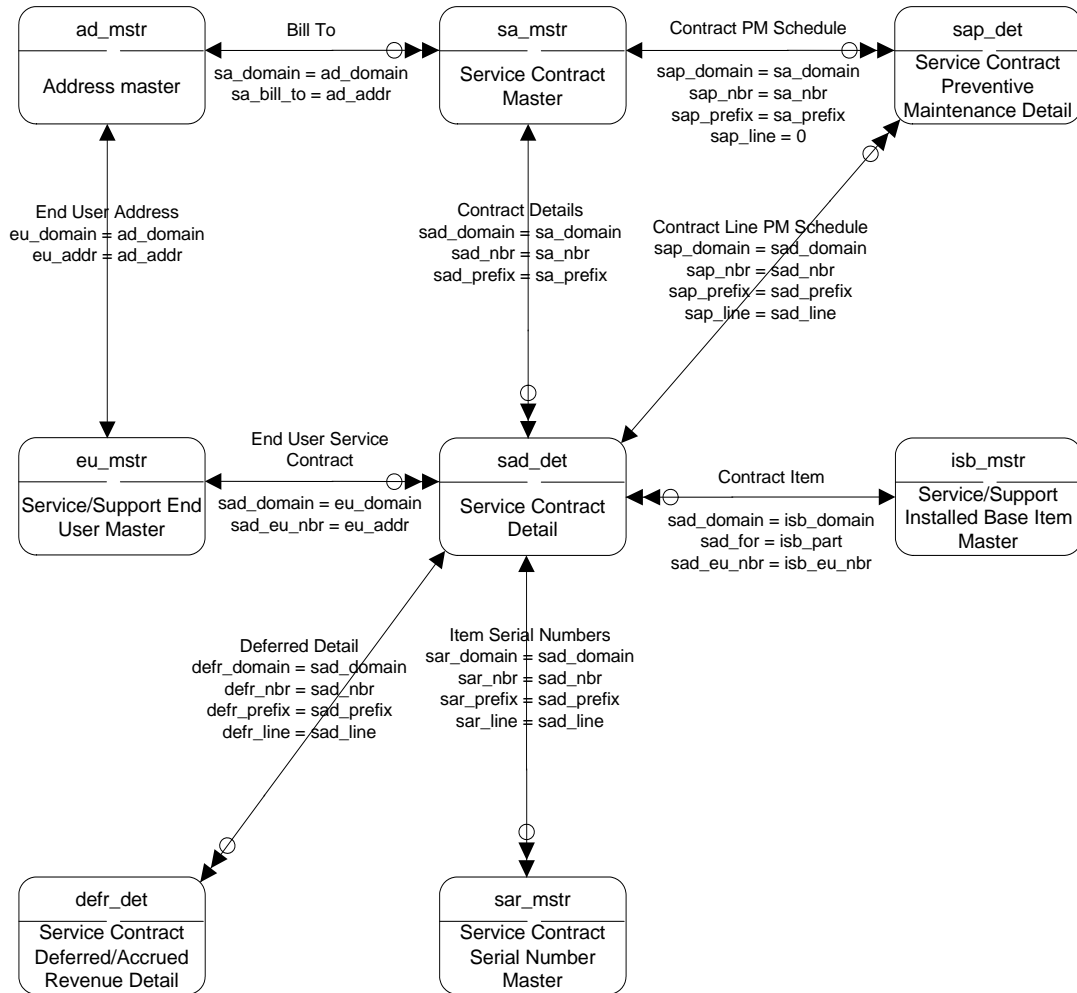 ad_mstr
Address master
Bill To
sa_domain = ad_domain
sa_bill_to = ad_addr
sa_mstr
Service Contract
Master
Contract PM Schedule
sap_domain = sa_domain
sap_nbr = sa_nbr
sap_prefix = sa_prefix
sap_line = 0
sap_det
Service Contract
Preventive
Maintenance Detail
End User Address
eu_domain = ad_domain
eu_addr = ad_addr
Contract Details
sad_domain = sa_domain
sad_nbr = sa_nbr
sad_prefix = sa_prefix
Contract Line PM Schedule
sap_domain = sad_domain
sap_nbr = sad_nbr
sap_prefix = sad_prefix
sap_line = sad_line
eu_mstr
Service/Support End
User Master
End User Service
Contract
sad_domain = eu_domain
sad_eu_nbr = eu_addr
sad_det
Service Contract
Detail
Contract Item
sad_domain = isb_domain
sad_for = isb_part
sad_eu_nbr = isb_eu_nbr
isb_mstr
Service/Support
Installed Base Item
Master
Deferred Detail
defr_domain = sad_domain
defr_nbr = sad_nbr
defr_prefix = sad_prefix
defr_line = sad_line
Item Serial Numbers
sar_domain = sad_domain
sar_nbr = sad_nbr
sar_prefix = sad_prefix
sar_line = sad_line
defr_det
Service Contract
Deferred/Accrued
Revenue Detail
sar_mstr
Service Contract
Serial Number
Master